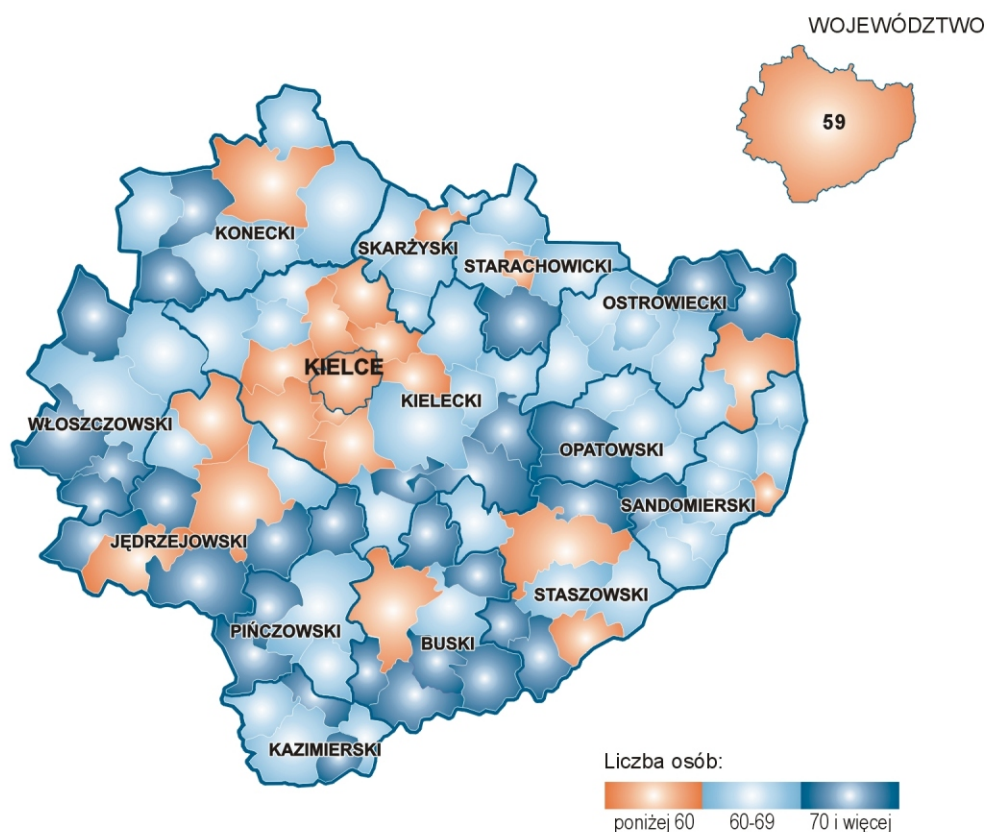 WOJEWÓDZTWO
59
KONECKI
SKARŻYSKI
STARACHOWICKI
OSTROWIECKI
KIELCE
KIELECKI
WŁOSZCZOWSKI
OPATOWSKI
SANDOMIERSKI
JĘDRZEJOWSKI
STASZOWSKI
PIŃCZOWSKI
BUSKI
KAZIMIERSKI
Liczba osób:
poniżej 60 60-69 70 i więcej